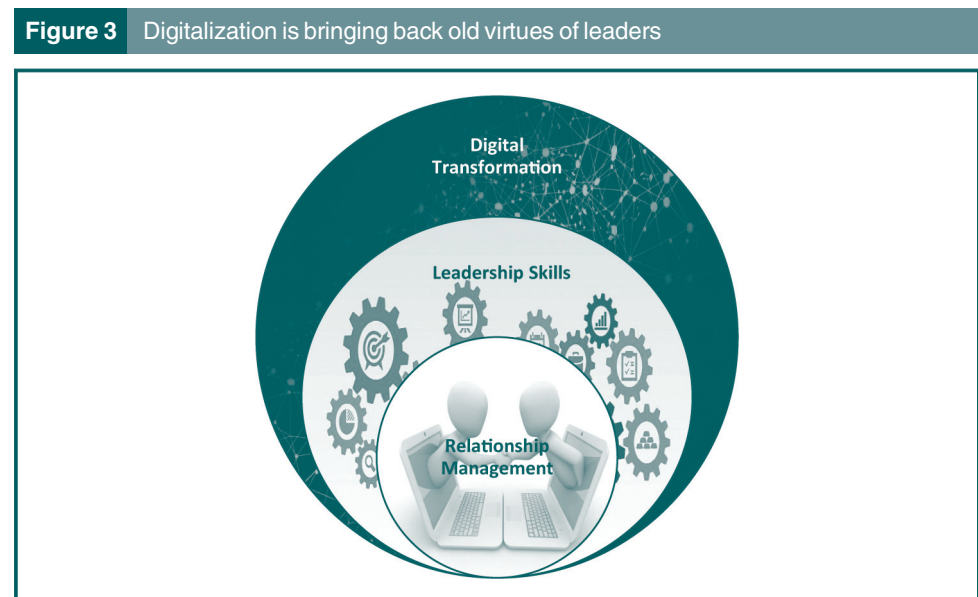 Figure 3 Digitalization is bringing back old virtues of leaders
Digital
Transformation
Leadership Skills
Relationship
Management